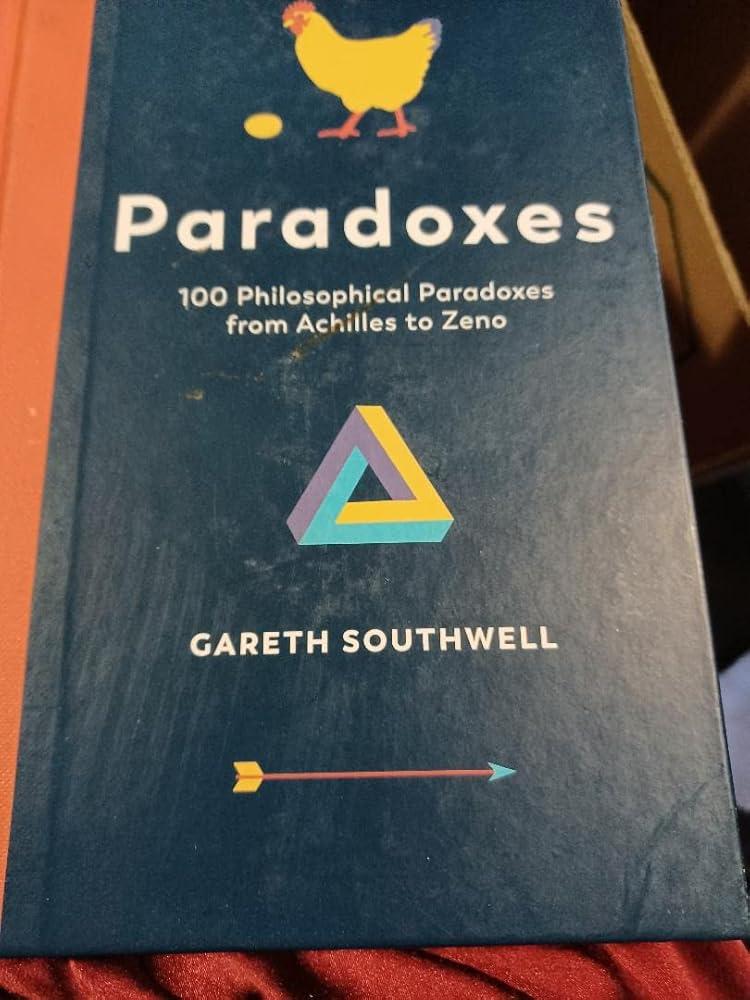 Paradoxes
100 Philosophical Paradoxes
from Achilles to Zeno
GARETH SOUTHWELL